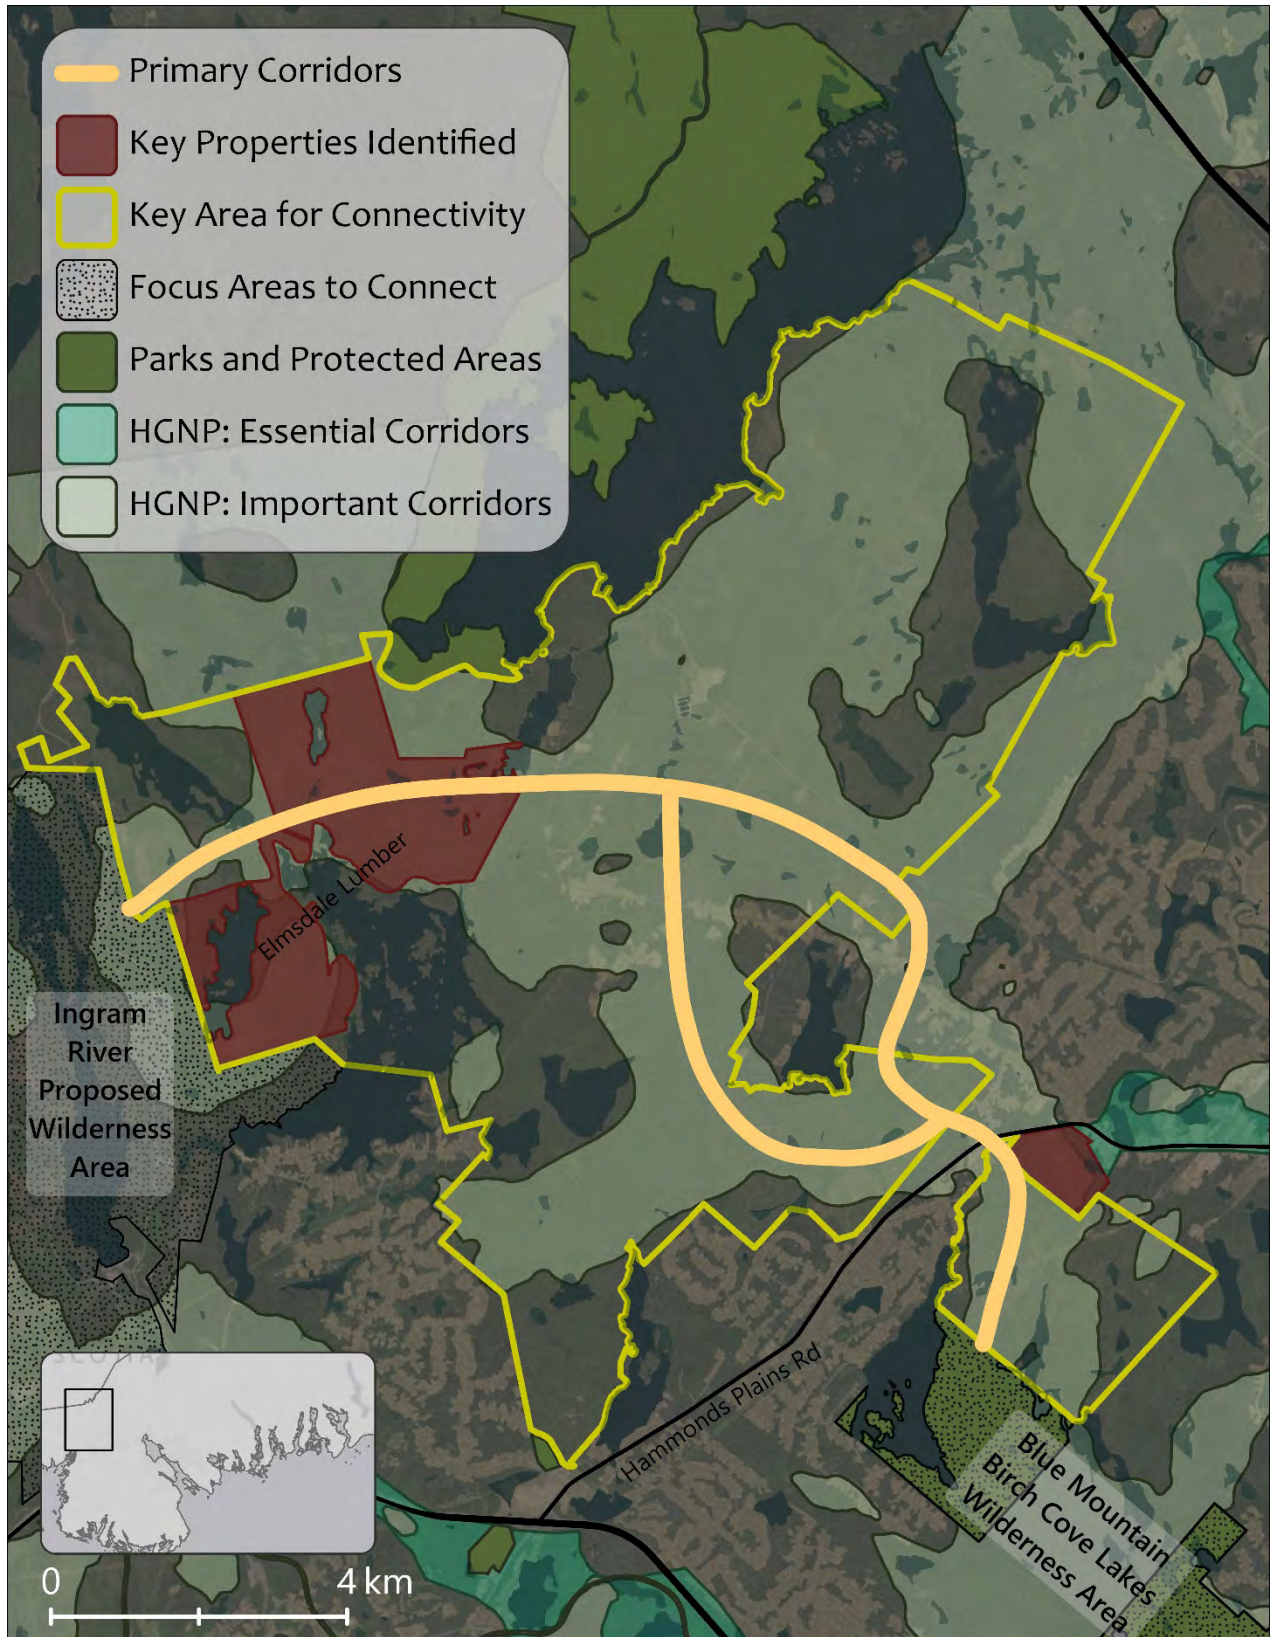 Primary Corridors
Key Properties Identified
Key Area for Connectivity
Focus Areas to Connect
Parks and Protected Areas
HGNP: Essential Corridors
HGNP: Important Corridors
Elmsdale Lumber
Ingram
River
Proposed
Wilderness
Area
Hammonds Plains Rd
Blue Mountain
Birch Cove Lakes
Wilderness Area
0 4 km